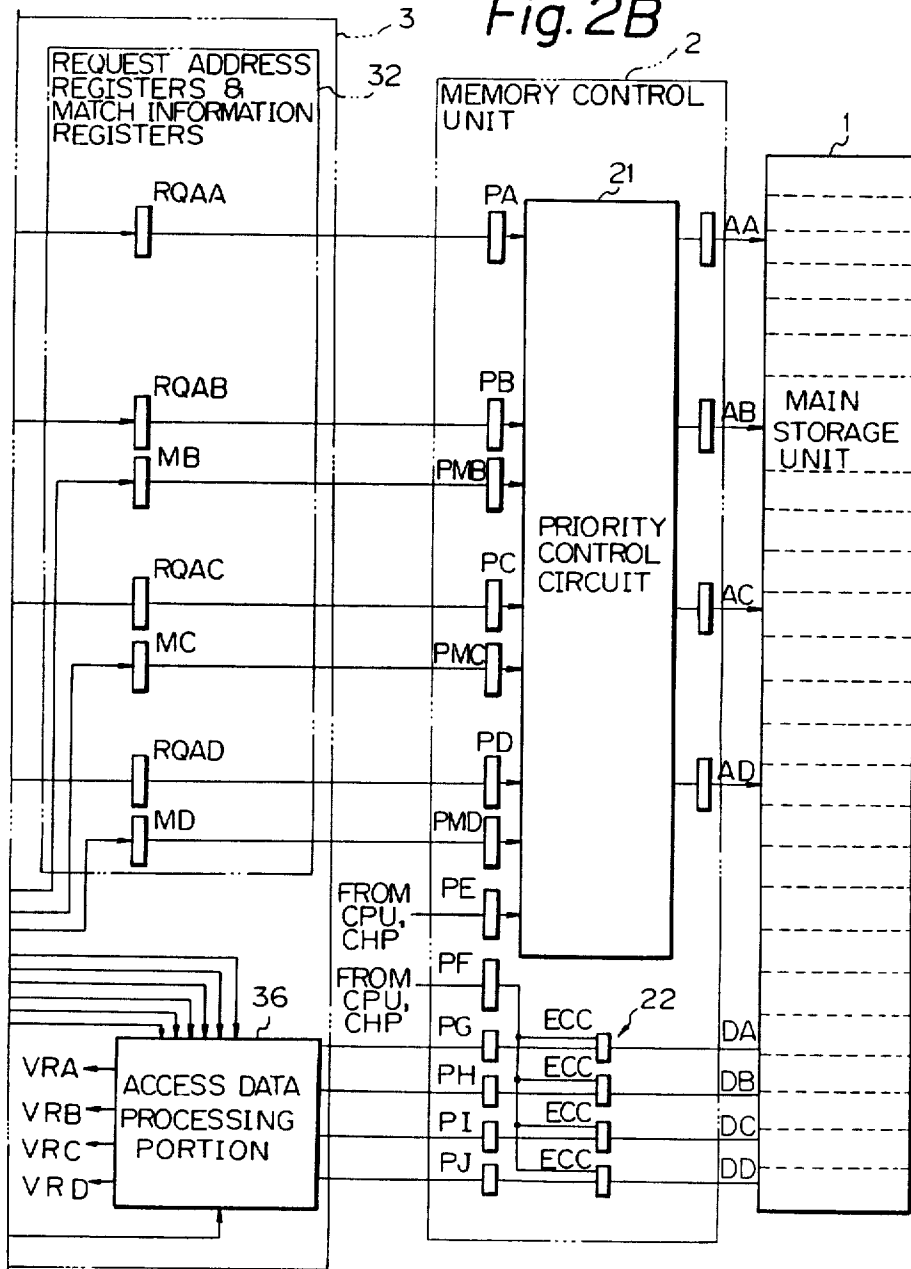 Fig. 2B
3
2
1
REQUEST ADDRESS
REGISTERS &
MATCH INFORMATION
REGISTERS
32
MEMORY CONTROL
UNIT
21
RQAA
PA
AA
RQAB
PB
AB
MAIN
STORAGE
UNIT
MB
PMB
PRIORITY
CONTROL
CIRCUIT
RQAC
PC
AC
MC
PMC
RQAD
PD
AD
MD
PMD
FROM
CPU,
CHP
PE
FROM
CPU,
CHP
PF
36
22
PG
ECC
DA
VRA
ACCESS DATA
PROCESSING
PORTION
PH
ECC
DB
VRB
PI
ECC
DC
VRC
PJ
ECC
DD
VRD